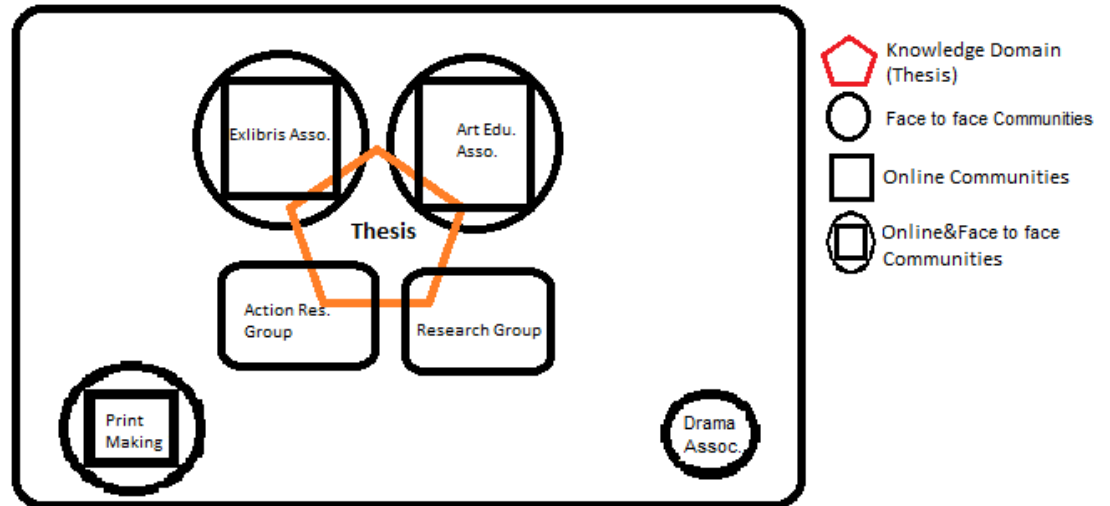 Exlibris Asso.
Art Edu.
Asso.
Thesis
Action Res.
Group
Research Group
Print
Making
Drama
Assoc.
Knowledge Domain
(Thesis)
Face to face Communities
Online Communities
Online&Face to face
Communities